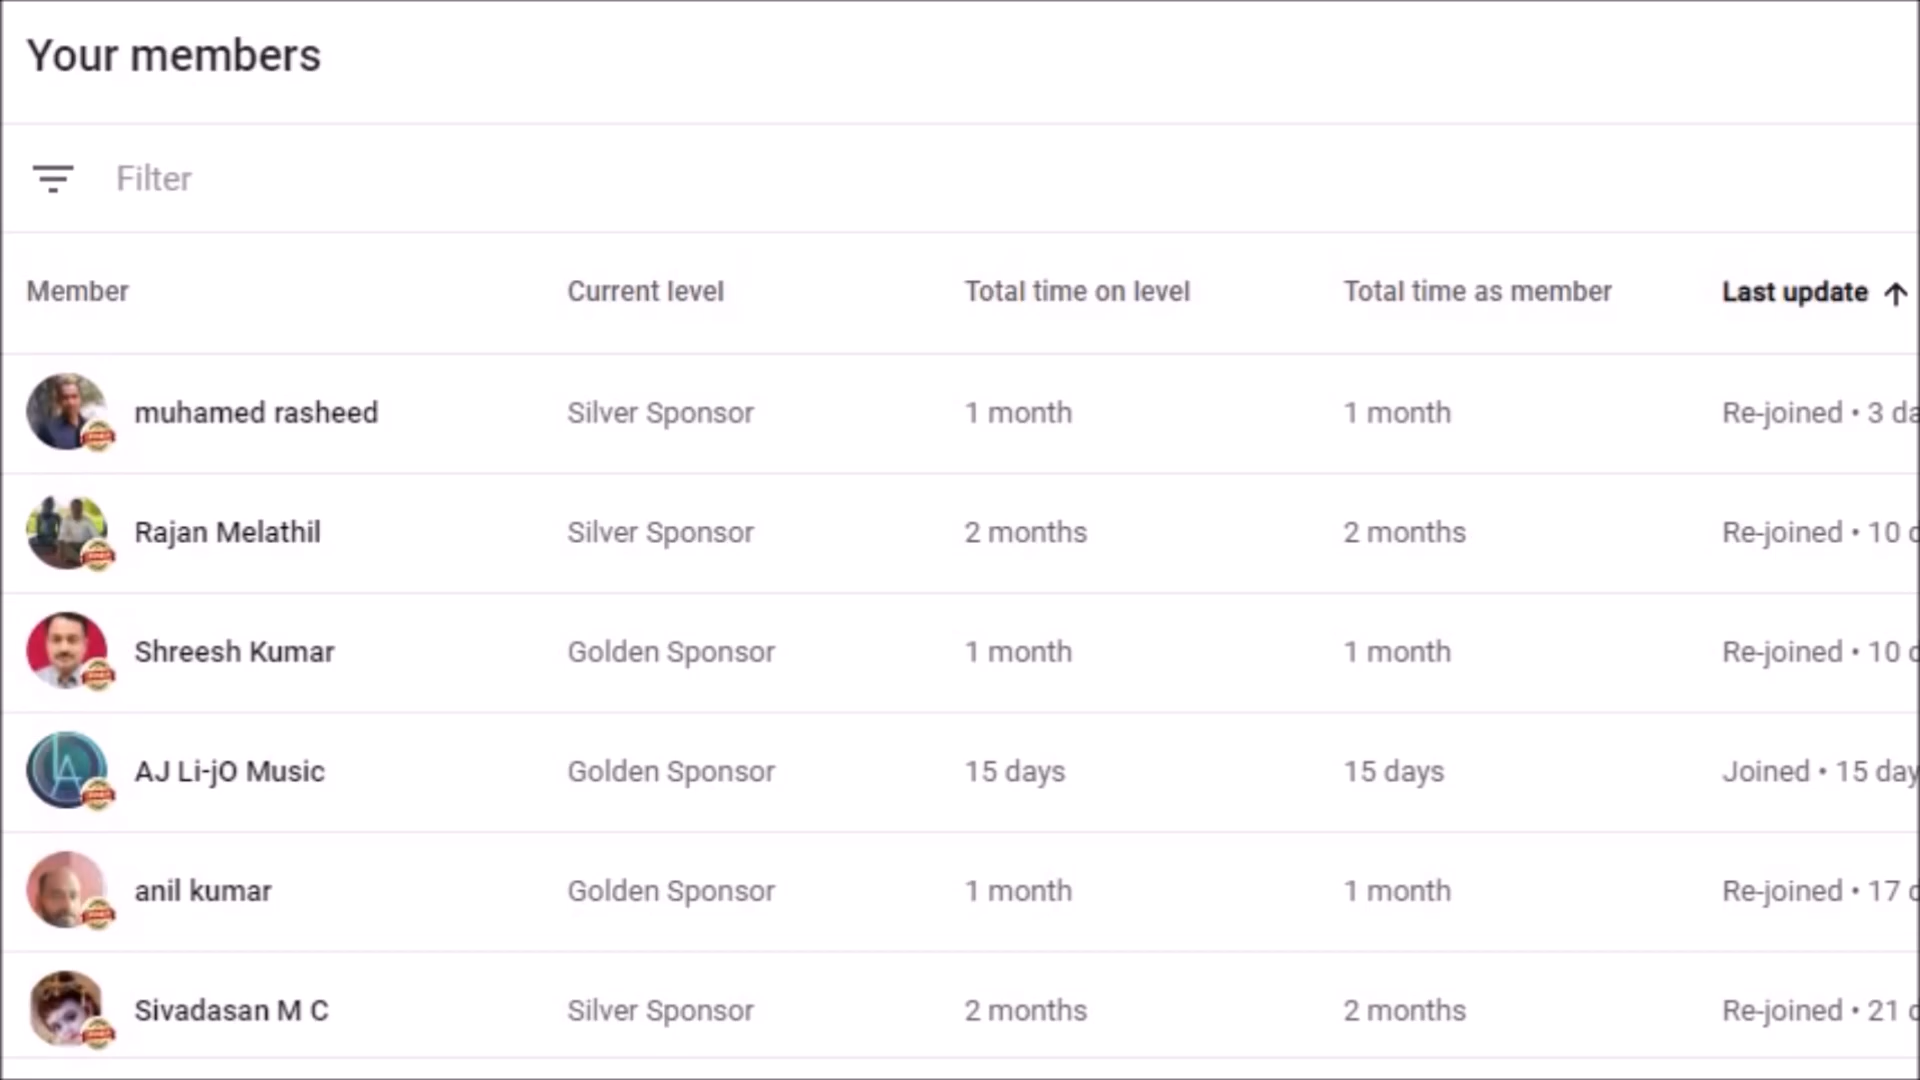 Your members
Filter
Member Current level Total time on level Total time as member Last update
muhamed rasheed Silver Sponsor 1 month 1 month Re-joined • 3 da
Rajan Melathil Silver Sponsor 2 months 2 months Re-joined • 10 d
Shreesh Kumar Golden Sponsor 1 month 1 month Re-joined • 10 d
AJ Li-jO Music Golden Sponsor 15 days 15 days Joined • 15 day
anil kumar Golden Sponsor 1 month 1 month Re-joined • 17 d
Sivadasan M C Silver Sponsor 2 months 2 months Re-joined • 21 d